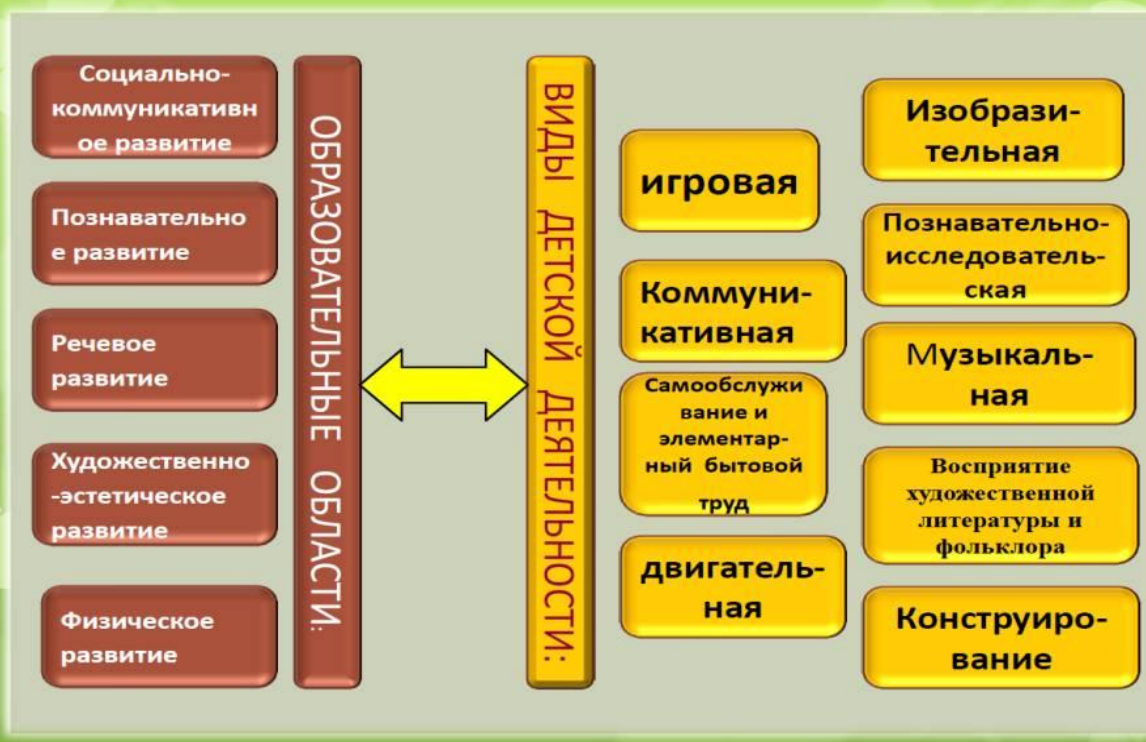 Социально-
коммуникативн
ое развитие
Познавательно
е развитие
Речевое
развитие
Художественно
-эстетическое
развитие
Физическое
развитие
ОБРАЗОВАТЕЛЬНЫЕ ОБЛАСТИ:
ВИДЫ ДЕТСКОЙ ДЕЯТЕЛЬНОСТИ:
игровая
Коммуни-
кативная
Самообслужи
вание и
элементар-
ный бытовой
труд
двигатель-
ная
Изобрази-
тельная
Познавательно-
исследователь-
ская
Музыкаль-
ная
Восприятие
художественной
литературы и
фольклора
Конструиро-
вание